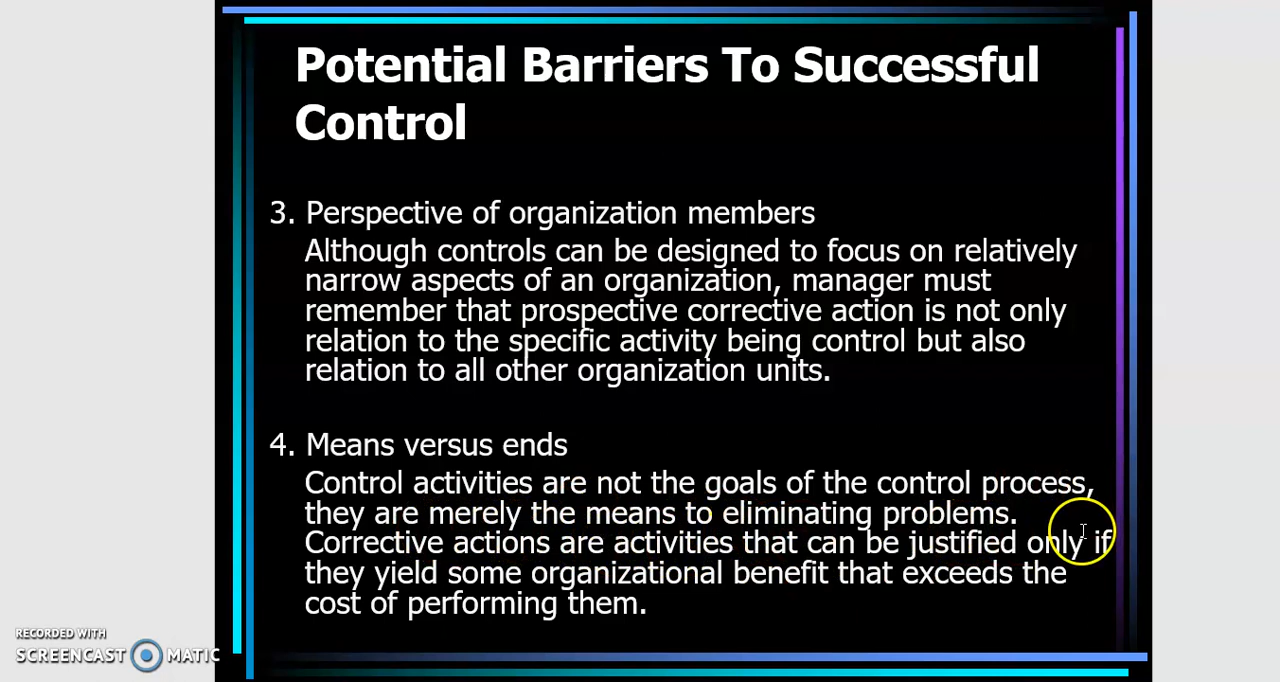 Potential Barriers To Successful
Control
3. Perspective of organization members
Although controls can be designed to focus on relatively
narrow aspects of an organization, manager must
remember that prospective corrective action is not only
relation to the specific activity being control but also
relation to all other organization units.
4. Means versus ends
Control activities are not the goals of the control process,
they are merely the means to eliminating problems.
Corrective actions are activities that can be justified only if
they yield some organizational benefit that exceeds the
cost of performing them.
RECORDED WITH
SCREENCAST MATIC